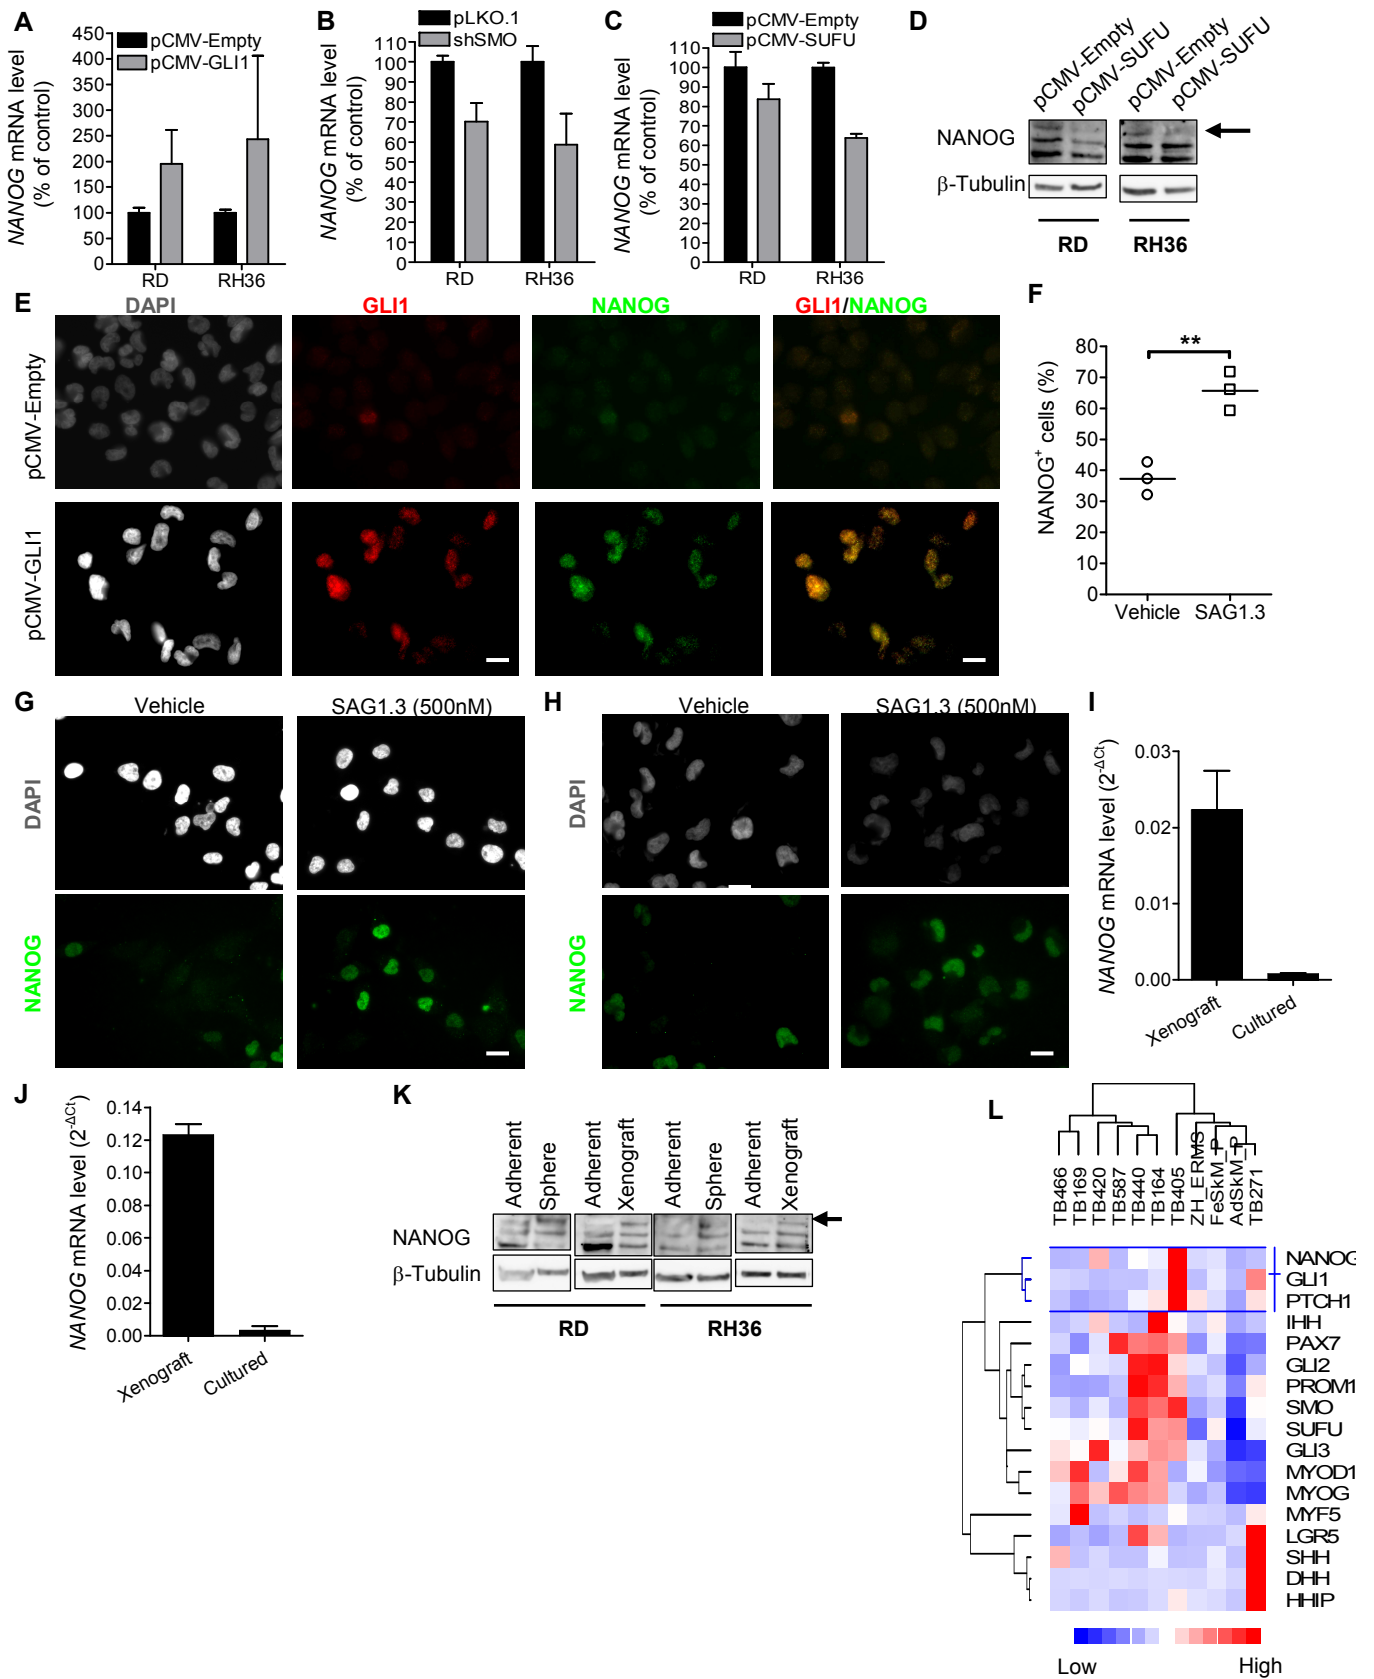 A
NANOG mRNA level
(% of control)
450
400
350
300
250
200
150
100
50
0
pCMV-Empty
pCMV-GLI1
RD
RH36
B
NANOG mRNA level
(% of control)
110
100
90
80
70
60
50
40
30
20
10
0
pLKO.1
shSMO
RD
RH36
C
NANOG mRNA level
(% of control)
110
100
90
80
70
60
50
40
30
20
10
0
pCMV-Empty
pCMV-SUFU
RD
RH36
D
pCMV-Empty
pCMV-SUFU
pCMV-Empty
pCMV-SUFU
NANOG
β-Tubulin
RD
RH36
E
DAPI
GLI1
NANOG
GLI1/NANOG
pCMV-Empty
pCMV-GLI1
F
NANOG+ cells (%)
80
70
60
50
40
30
20
10
0
**
Vehicle
SAG1.3
G
Vehicle
SAG1.3 (500nM)
DAPI
NANOG
H
Vehicle
SAG1.3 (500nM)
DAPI
NANOG
I
NANOG mRNA level (2-ΔCt)
0.03
0.02
0.01
0.00
Xenograft
Cultured
J
NANOG mRNA level (2-ΔCt)
0.14
0.12
0.10
0.08
0.06
0.04
0.02
0.00
Xenograft
Cultured
K
Adherent
Sphere
Adherent
Xenograft
Adherent
Sphere
Adherent
Xenograft
NANOG
β-Tubulin
RD
RH36
L
TB466
TB169
TB420
TB587
TB440
TB164
TB405
ZH_ERMS
FeSkM_P
AdSkM_P
TB271
NANOG
GLI1
PTCH1
IHH
PAX7
GLI2
PROM1
SMO
SUFU
GLI3
MYOD1
MYOG
MYF5
LGR5
SHH
DHH
HHIP
Low
High